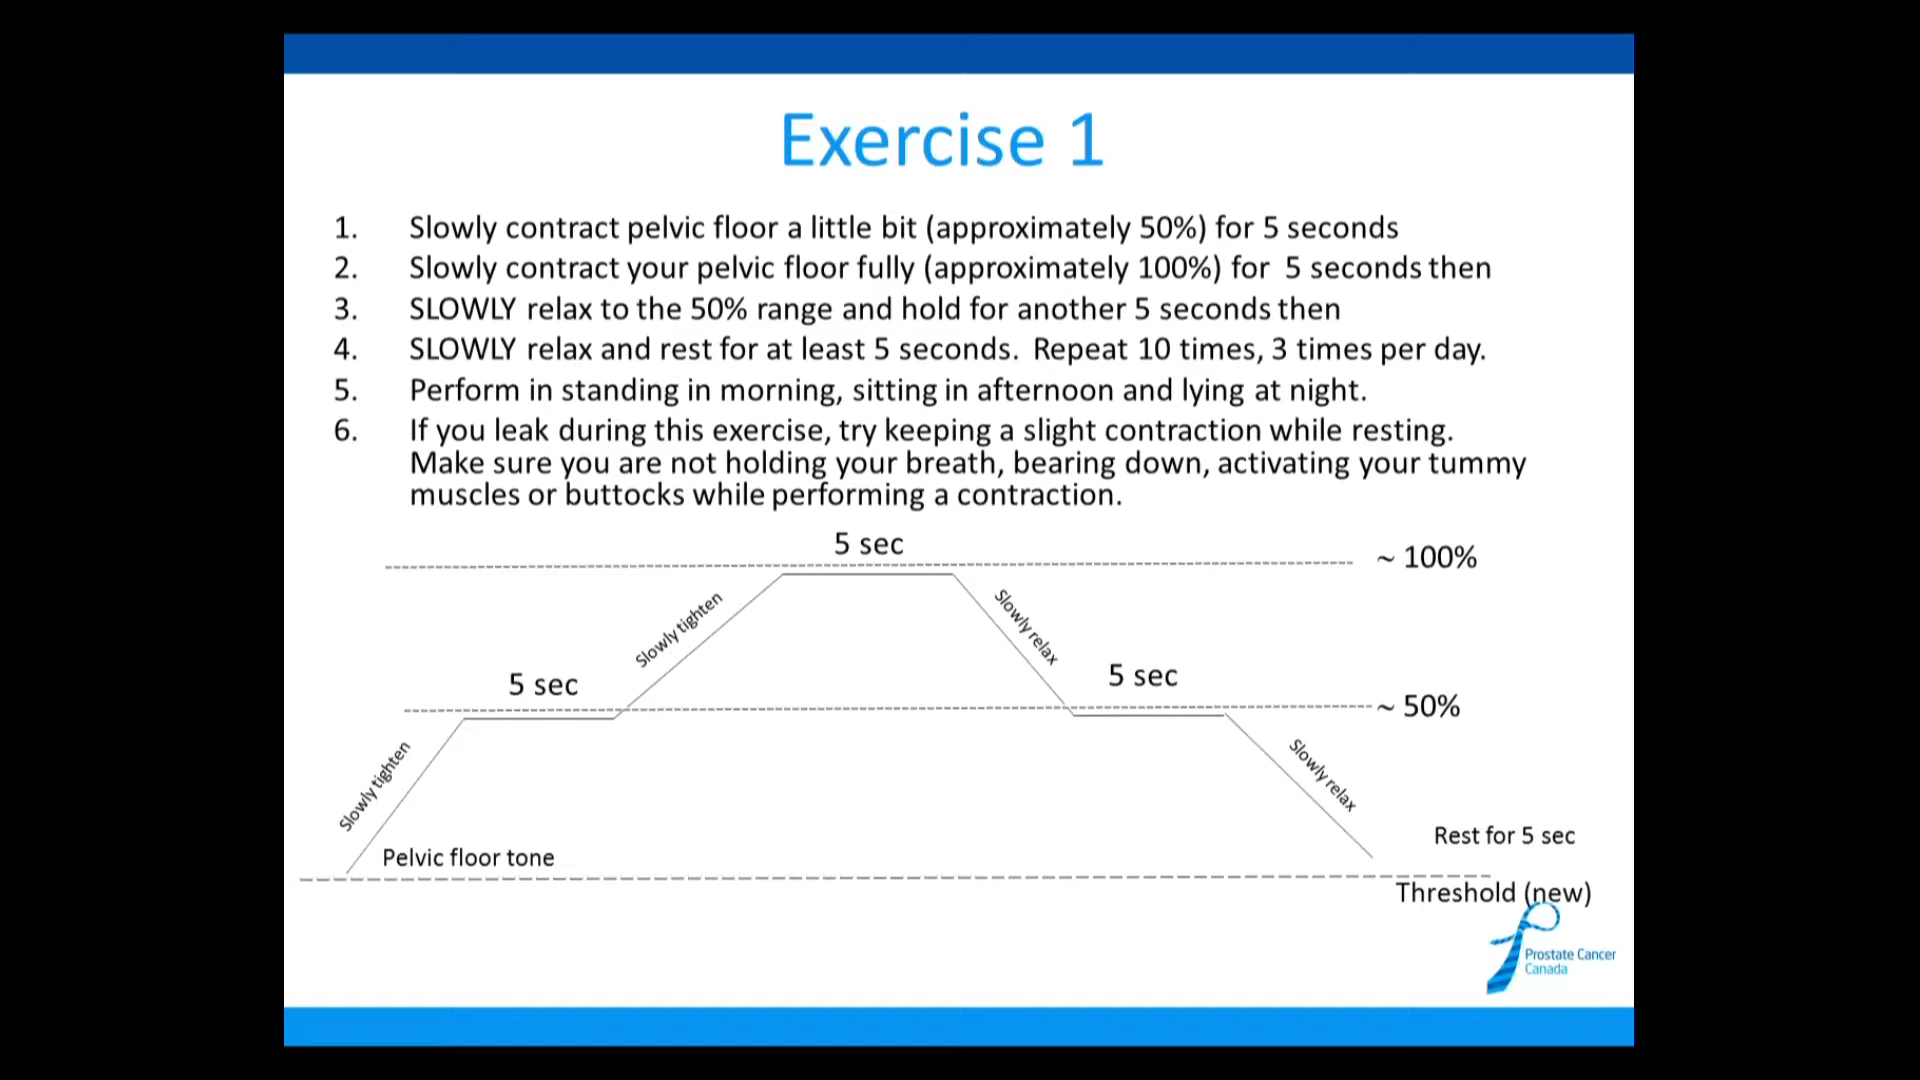 Exercise 1
1. Slowly contract pelvic floor a little bit (approximately 50%) for 5 seconds
2. Slowly contract your pelvic floor fully (approximately 100%) for 5 seconds then
3. SLOWLY relax to the 50% range and hold for another 5 seconds then
4. SLOWLY relax and rest for at least 5 seconds. Repeat 10 times, 3 times per day.
5. Perform in standing in morning, sitting in afternoon and lying at night.
6. If you leak during this exercise, try keeping a slight contraction while resting.
Make sure you are not holding your breath, bearing down, activating your tummy
muscles or buttocks while performing a contraction.
5 sec
~ 100%
Slowly tighten
Slowly relax
5 sec
5 sec
~ 50%
Slowly tighten
Slowly relax
Rest for 5 sec
Pelvic floor tone
Threshold (new)
Prostate Cancer
Canada